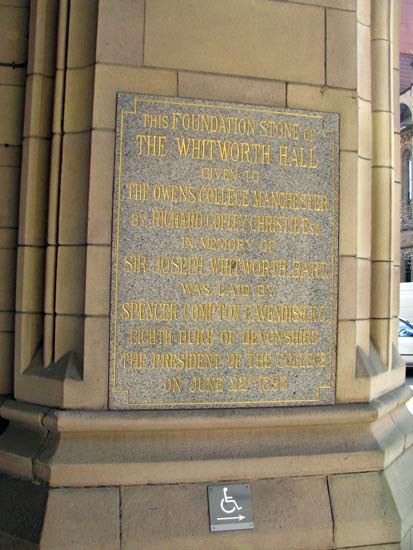 THIS FOUNDATION STONE OF
THE WHITWORTH HALL
GIVEN TO
THE OWENS COLLEGE MANCHESTER
BY RICHARD COPLEY CHRISTIE ESQ
IN MEMORY OF
SIR JOSEPH WHITWORTH BART
WAS LAID BY
SPENCER COMPTON CAVENDISH K.G.
EIGHTH DUKE OF DEVONSHIRE
THE PRESIDENT OF THE COLLEGE
ON JUNE